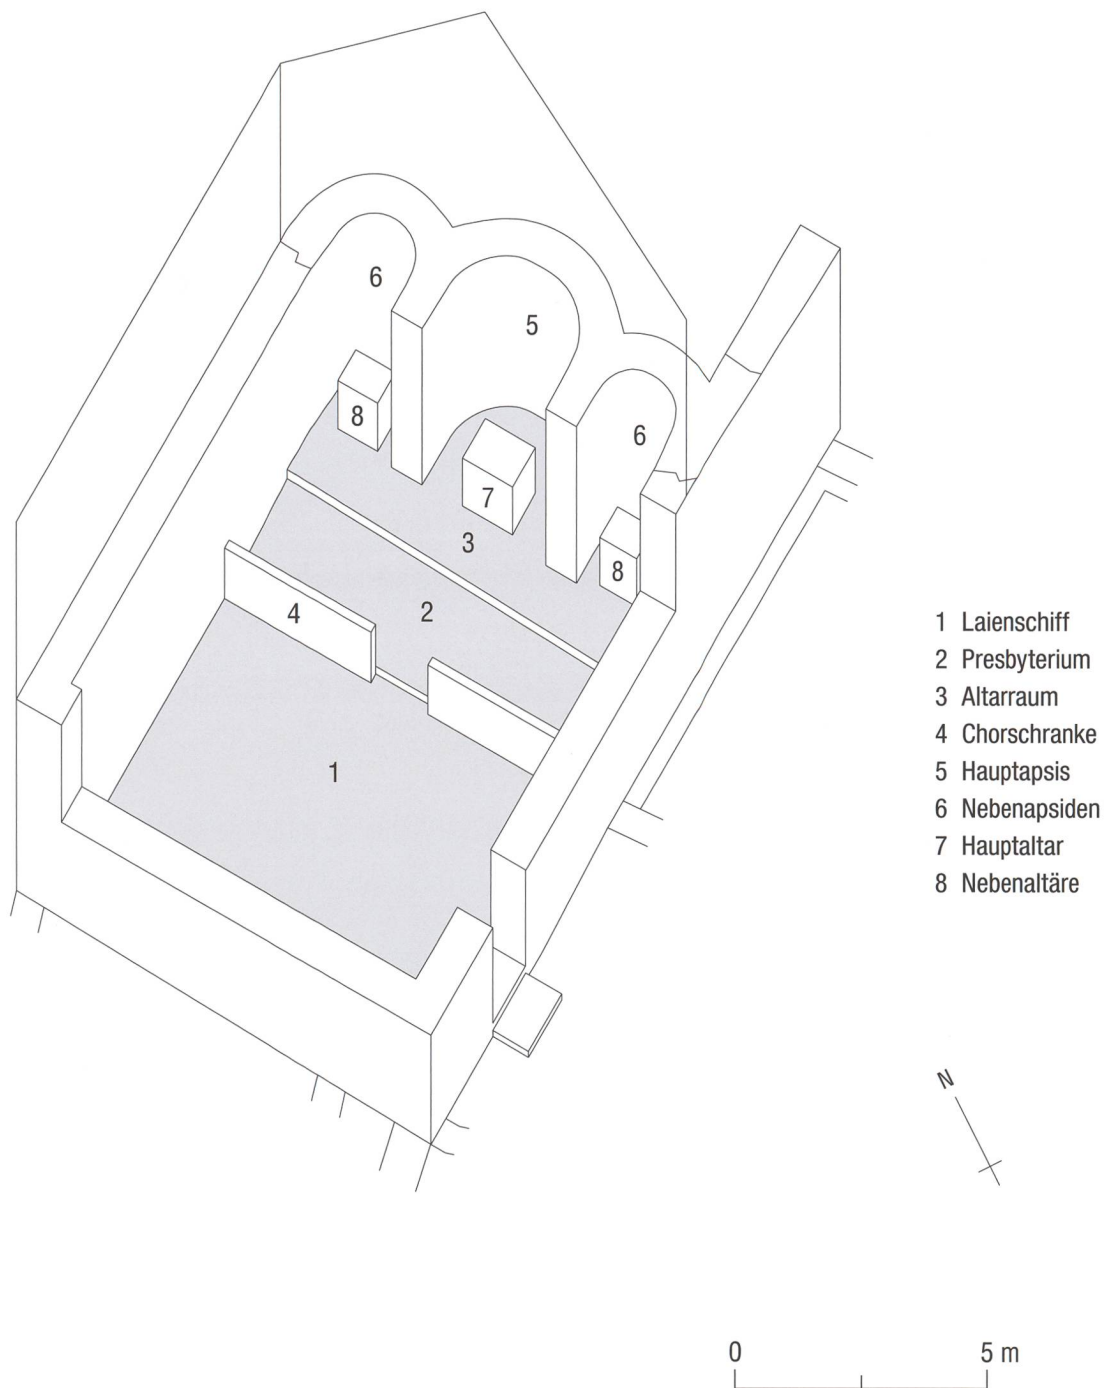 6
5
6
8
7
3
8
2
4
1
1 Laienschiff
2 Presbyterium
3 Altarraum
4 Chorschranke
5 Hauptapsis
6 Nebenapsiden
7 Hauptaltar
8 Nebenaltäre
N
0 5 m